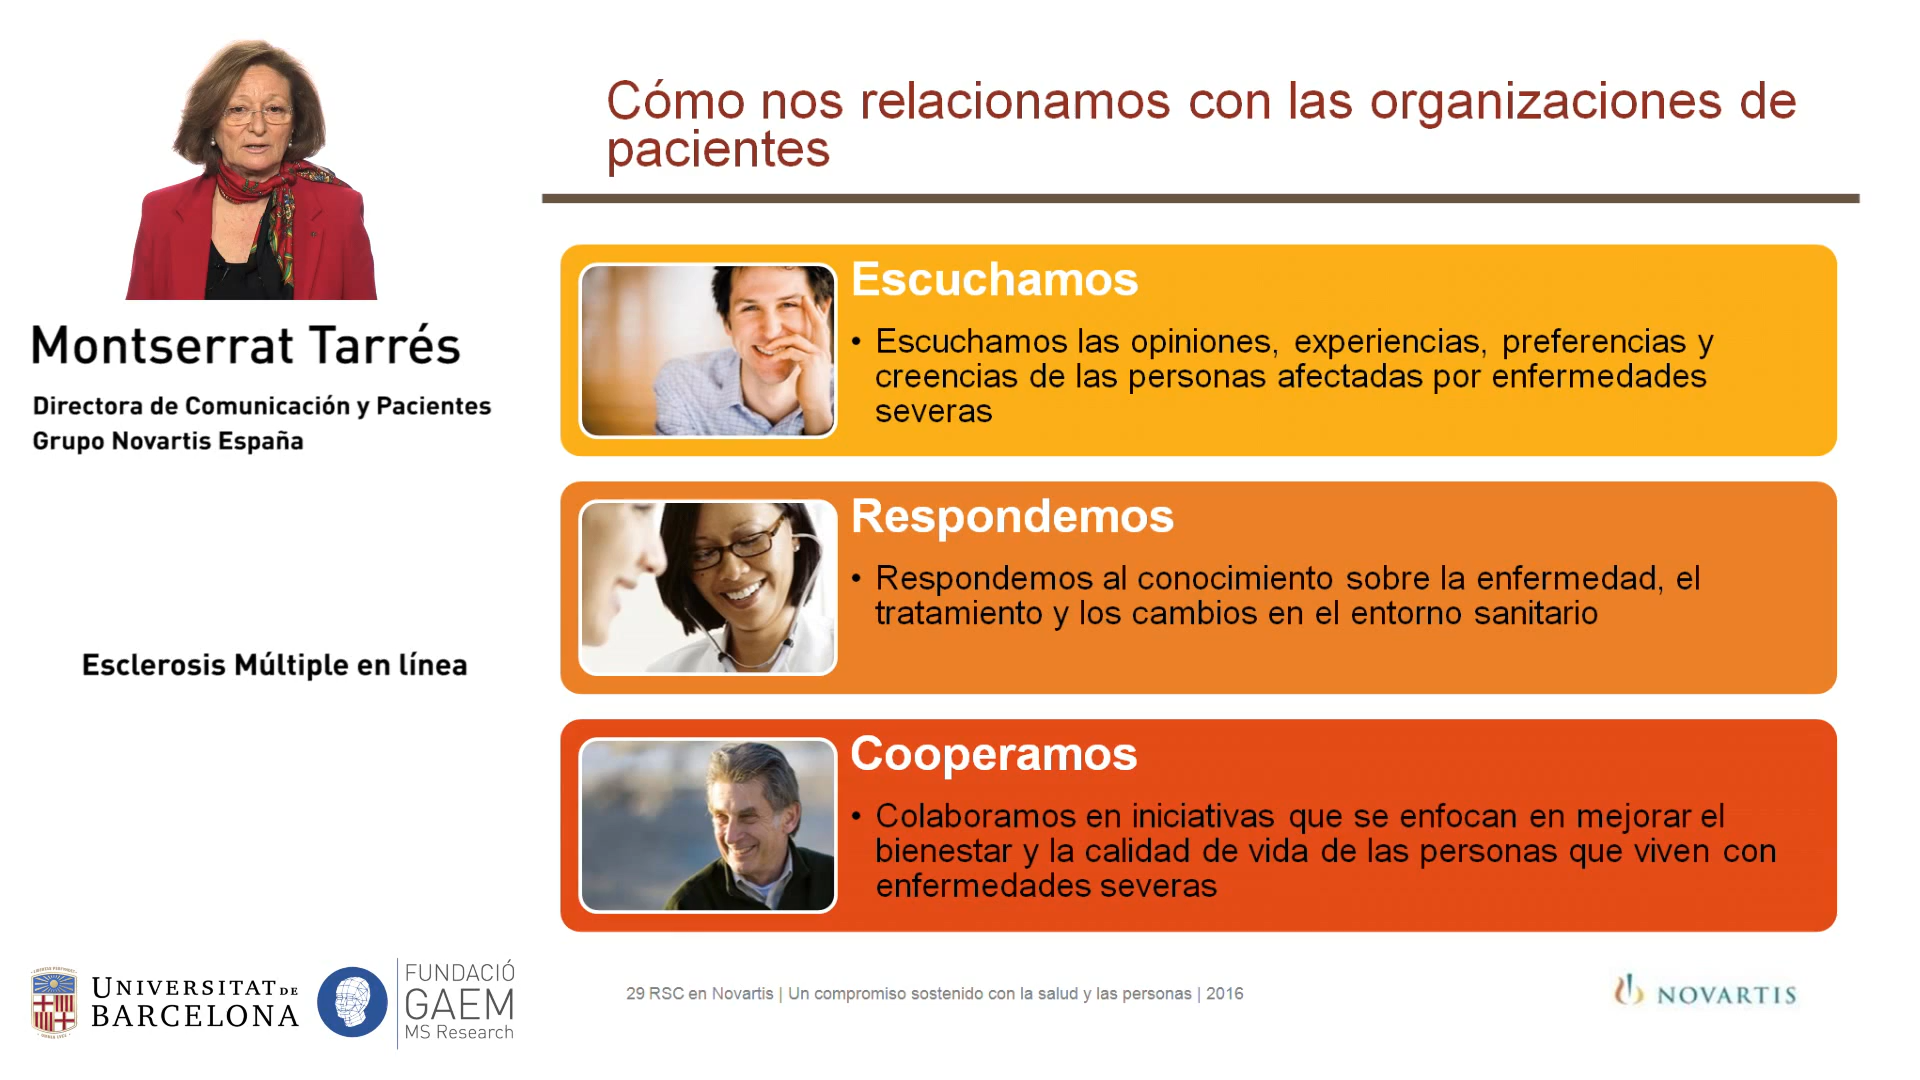 Cómo nos relacionamos con las organizaciones de
pacientes
Montserrat Tarrés
Directora de Comunicación y Pacientes
Grupo Novartis España
Esclerosis Múltiple en línea
Escuchamos
• Escuchamos las opiniones, experiencias, preferencias y
creencias de las personas afectadas por enfermedades
severas
Respondemos
• Respondemos al conocimiento sobre la enfermedad, el
tratamiento y los cambios en el entorno sanitario
Cooperamos
• Colaboramos en iniciativas que se enfocan en mejorar el
bienestar y la calidad de vida de las personas que viven con
enfermedades severas
UNIVERSITAT DE
BARCELONA
FUNDACIÓ
GAEM
MS Research
29 RSC en Novartis | Un compromiso sostenido con la salud y las personas | 2016
NOVARTIS